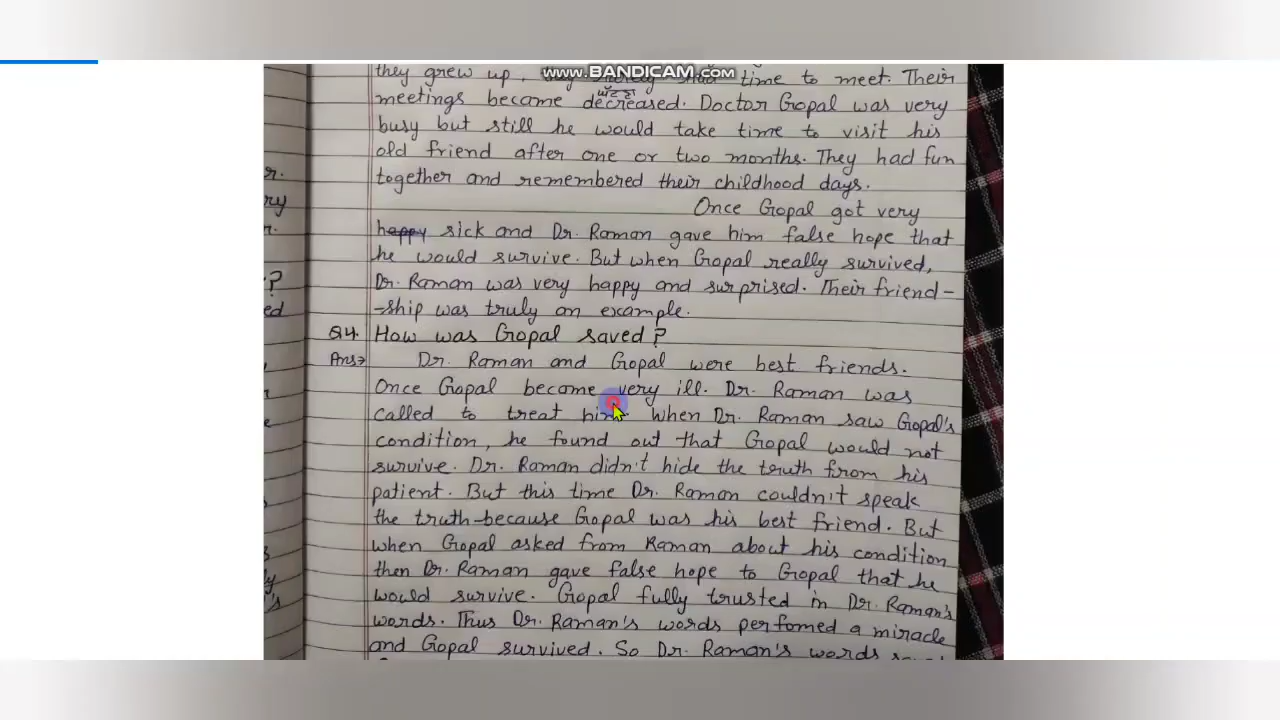 www.BANDICAM.com
they grew up, time to meet. Their
meetings become decreased. Doctor Gopal was very
busy but still he would take time to visit his
old friend after one or two months. They had fun
together and remembered their childhood days.
Once Gopal got very
happy sick and Dr. Raman gave him false hope that
he would survive. But when Gopal really survived,
Dr. Raman was very happy and surprised. Their friend-
-ship was truly an example.
Q4. How was Gopal saved?
Ans→ Dr. Raman and Gopal were best friends.
Once Gopal become very ill. Dr. Raman was
called to treat him. When Dr. Raman saw Gopal's
condition, he found out that Gopal would not
survive. Dr. Raman didn't hide the truth from his
patient. But this time Dr. Raman couldn't speak
the truth because Gopal was his best friend. But
when Gopal asked from Raman about his condition
then Dr. Raman gave false hope to Gopal that he
would survive. Gopal fully trusted in Dr. Raman's
words. Thus Dr. Raman's words perfomed a miracle
and Gopal survived. So Dr. Raman's words
r.
ry
r.
?
ed